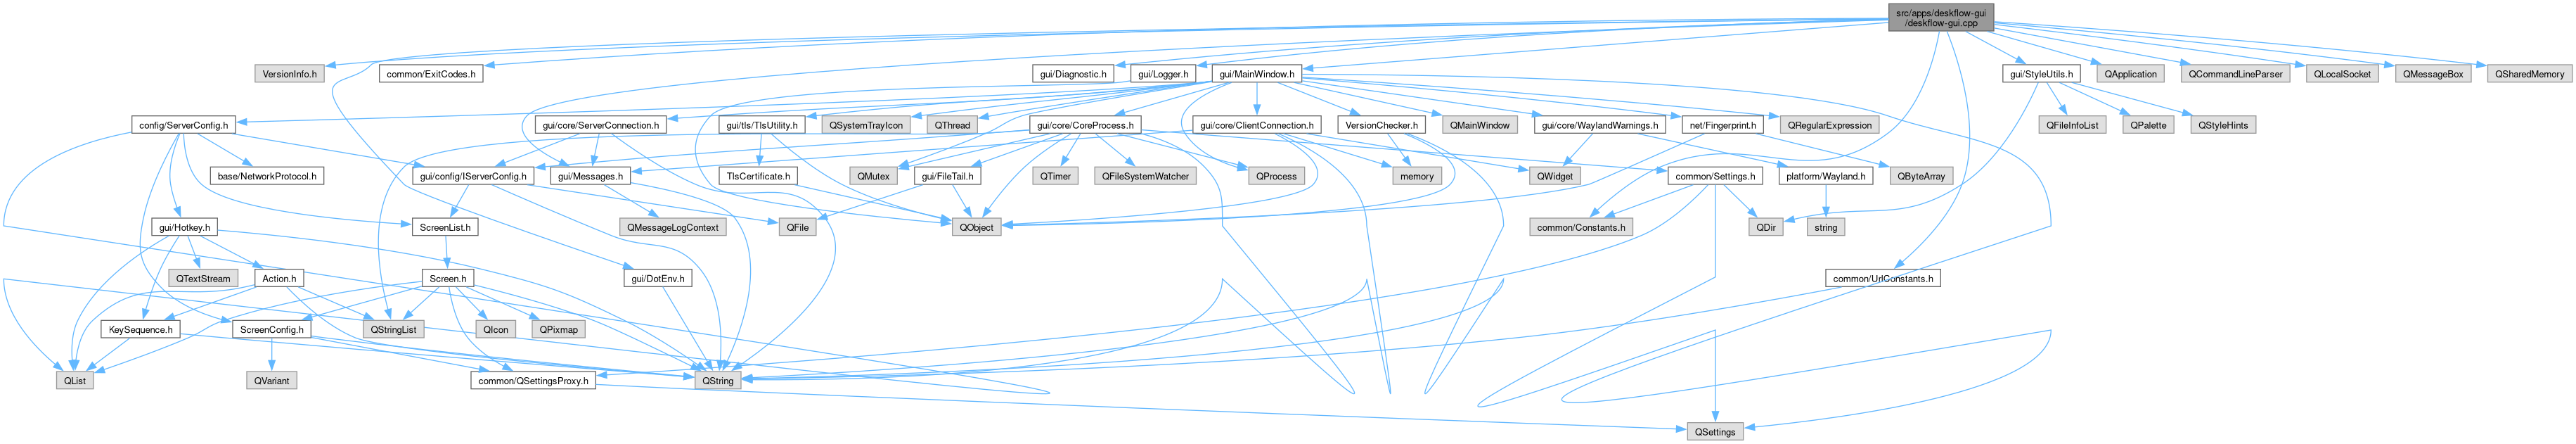 src/apps/deskflow-gui
/deskflow-gui.cpp
VersionInfo.h
common/ExitCodes.h
gui/Diagnostic.h
gui/Logger.h
gui/MainWindow.h
gui/StyleUtils.h
QApplication
QCommandLineParser
QLocalSocket
QMessageBox
QSharedMemory
config/ServerConfig.h
gui/core/ServerConnection.h
gui/tls/TlsUtility.h
QSystemTrayIcon
QThread
gui/core/CoreProcess.h
gui/core/ClientConnection.h
VersionChecker.h
QMainWindow
gui/core/WaylandWarnings.h
net/Fingerprint.h
QRegularExpression
QFileInfoList
QPalette
QStyleHints
base/NetworkProtocol.h
gui/config/IServerConfig.h
gui/Messages.h
TlsCertificate.h
QMutex
gui/FileTail.h
QTimer
QFileSystemWatcher
QProcess
memory
QWidget
common/Settings.h
platform/Wayland.h
QByteArray
gui/Hotkey.h
ScreenList.h
QMessageLogContext
QFile
QObject
common/Constants.h
QDir
string
QTextStream
Action.h
Screen.h
gui/DotEnv.h
common/UrlConstants.h
KeySequence.h
ScreenConfig.h
QStringList
QIcon
QPixmap
QList
QVariant
common/QSettingsProxy.h
QString
QSettings